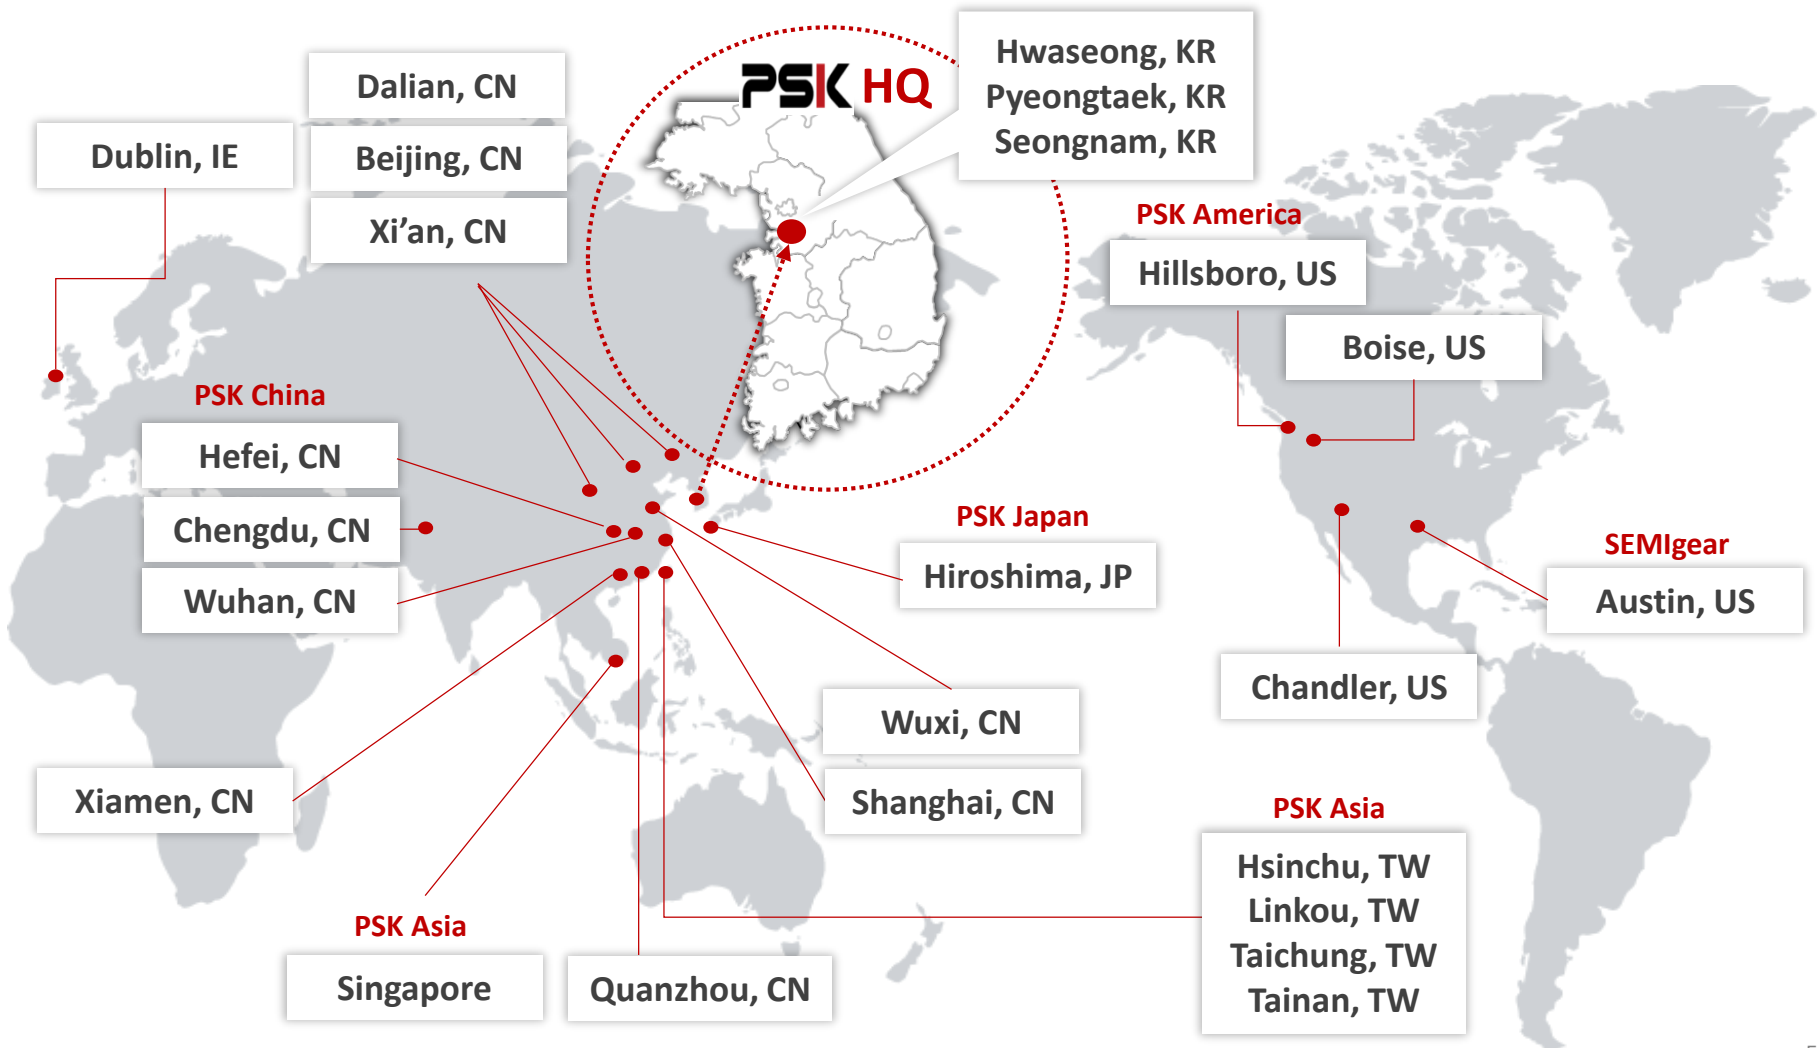 PSK HQ
Hwaseong, KR
Pyeongtaek, KR
Seongnam, KR
Dalian, CN
Beijing, CN
Xi’an, CN
Dublin, IE
PSK America
Hillsboro, US
Boise, US
PSK China
Hefei, CN
Chengdu, CN
Wuhan, CN
PSK Japan
Hiroshima, JP
SEMIgear
Austin, US
Chandler, US
Wuxi, CN
Shanghai, CN
Xiamen, CN
PSK Asia
Singapore
Quanzhou, CN
PSK Asia
Hsinchu, TW
Linkou, TW
Taichung, TW
Tainan, TW